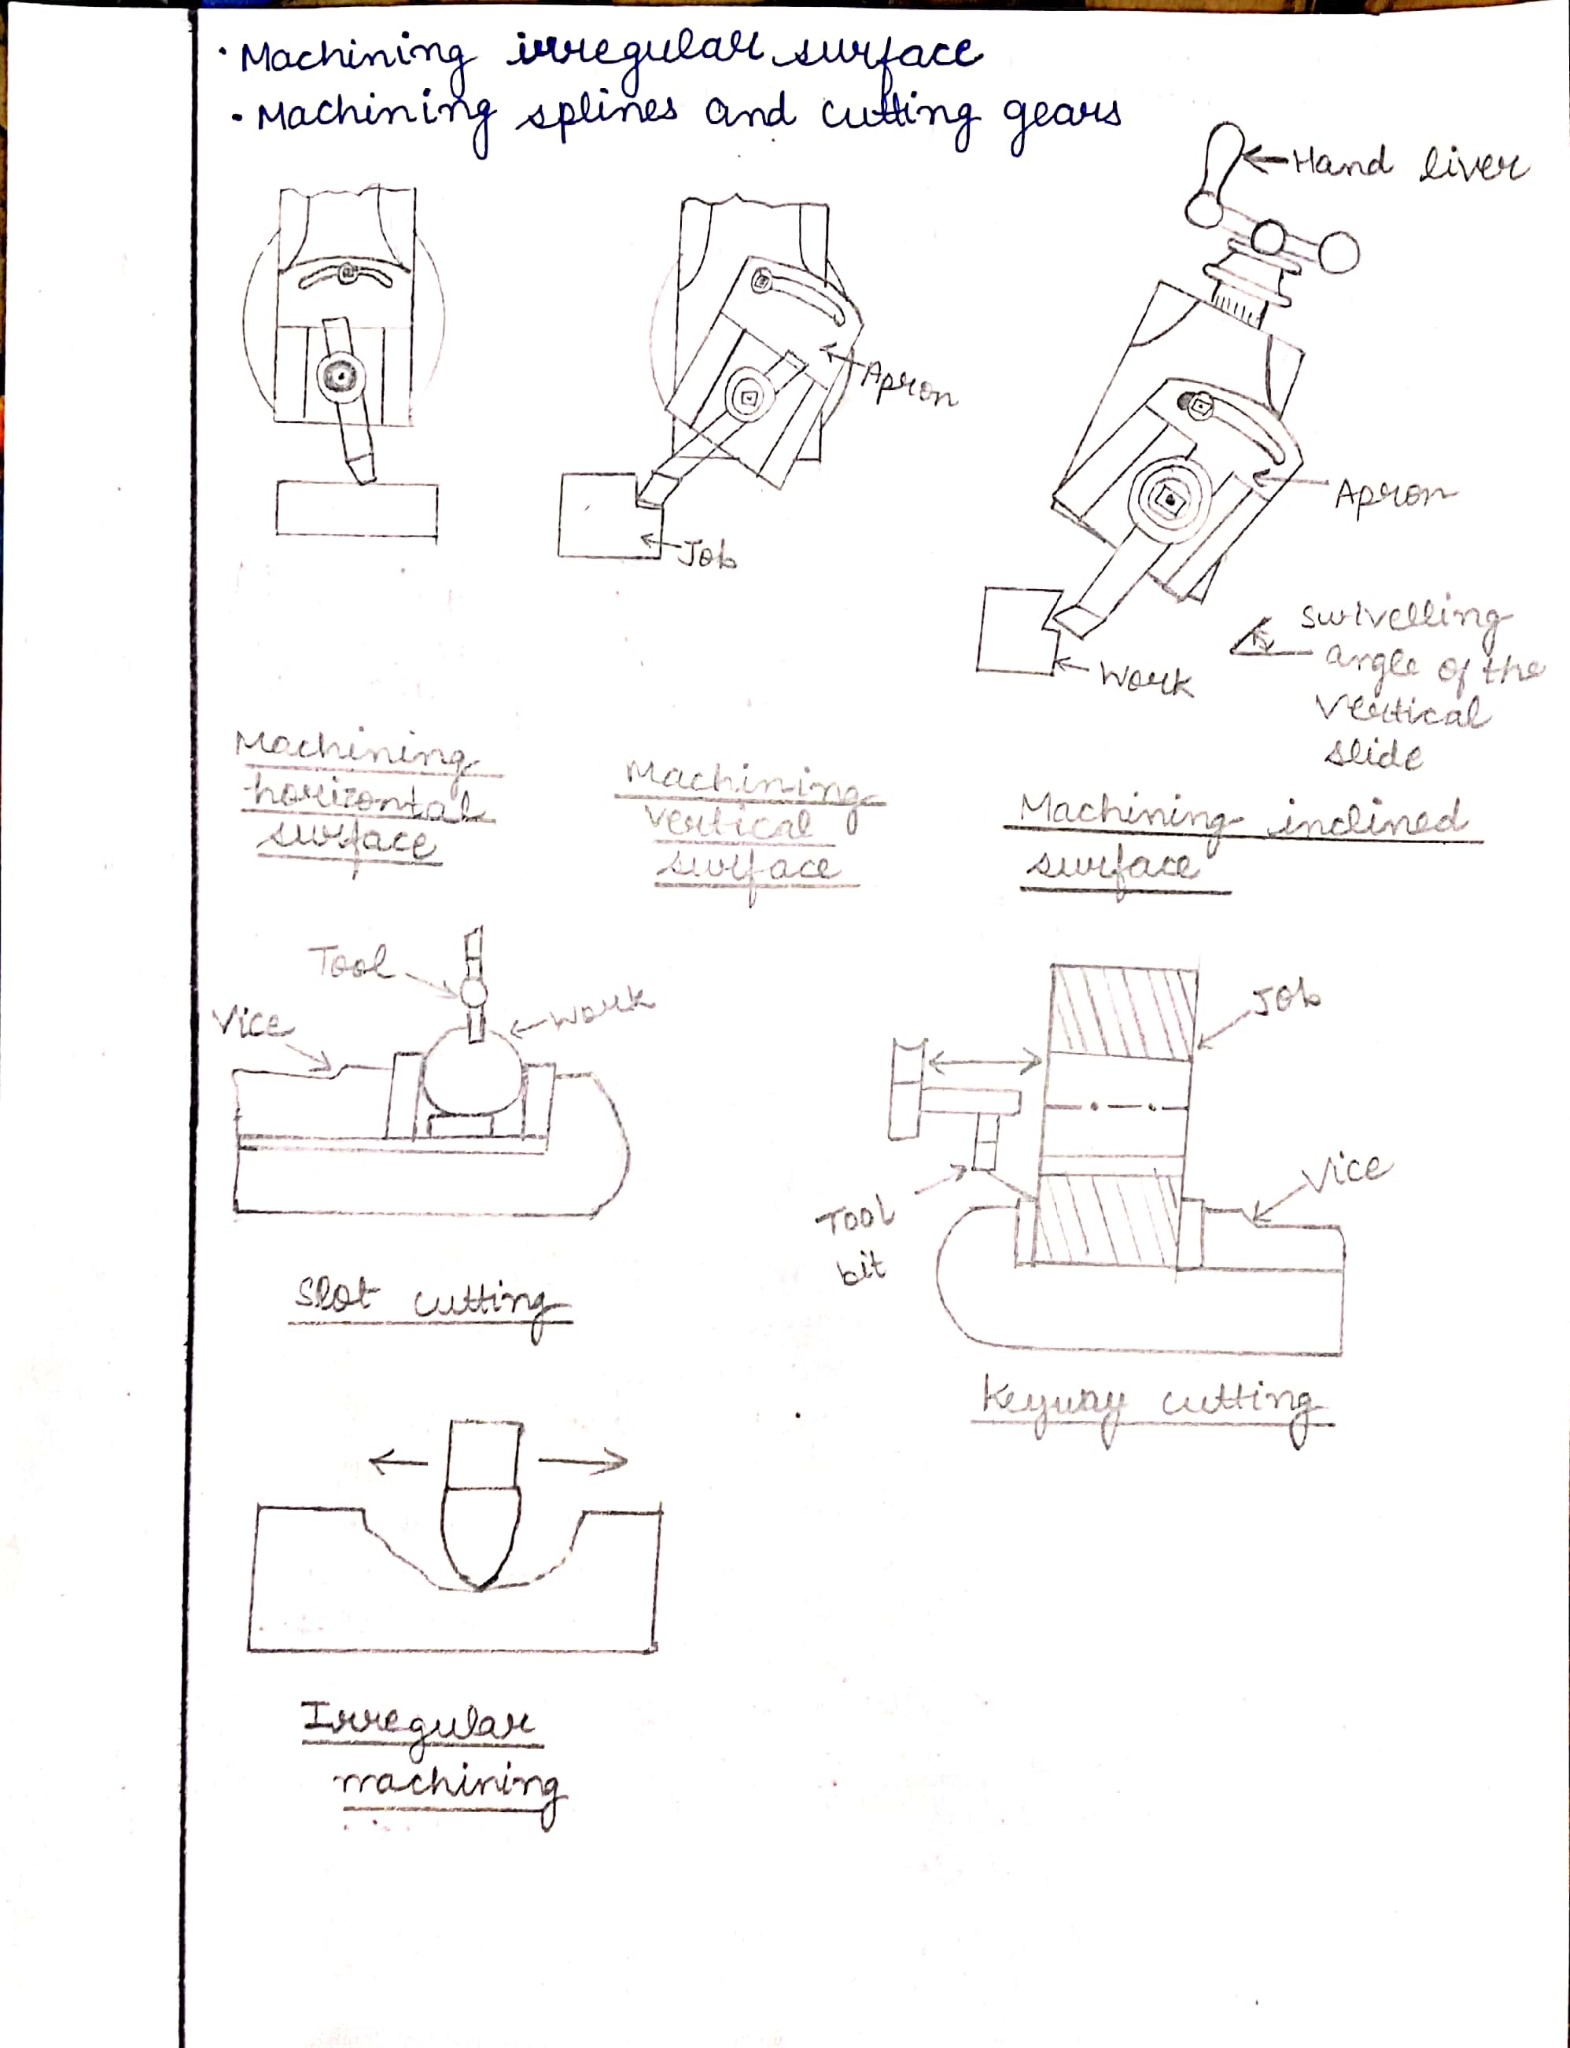 · Machining irregular surface
· Machining splines and cutting gears
Hand liver
Apron
Job
Apron
Work
swivelling
angle of the
vertical
slide
Machining
horizontal
surface
Machining
vertical
surface
Machining inclined
surface
Tool
Vice
Work
Slot cutting
Job
Vice
Tool
bit
Keyway cutting
Irregular
machining